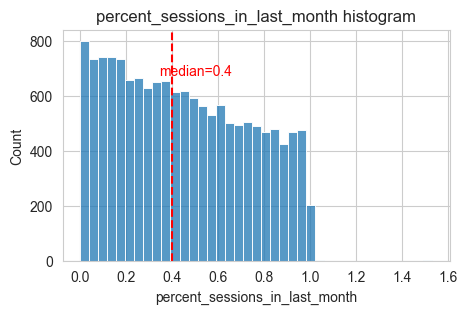 percent_sessions_in_last_month histogram
800
600
400
200
0
Count
median=0.4
0.0 0.2 0.4 0.6 0.8 1.0 1.2 1.4 1.6
percent_sessions_in_last_month